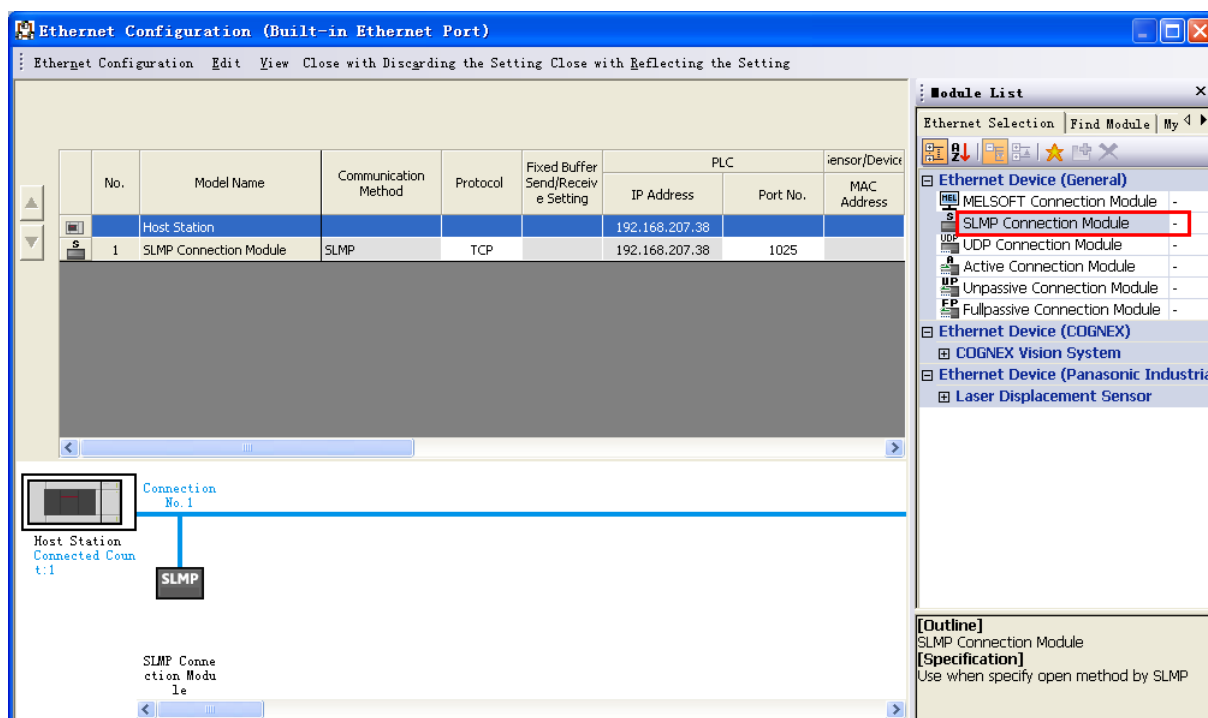 Ethernet Configuration (Built-in Ethernet Port)
Ethernet Configuration Edit View Close with Discarding the Setting Close with Reflecting the Setting
Module List
Ethernet Selection Find Module My
No. Model Name Communication Method Protocol Fixed Buffer Send/Receive Setting PLC Sensor/Device
IP Address Port No. MAC Address
Host Station 192.168.207.38
1 SLMP Connection Module SLMP TCP 192.168.207.38 1025
Ethernet Device (General)
MELSOFT Connection Module -
SLMP Connection Module -
UDP Connection Module -
Active Connection Module -
Unpassive Connection Module -
Fullpassive Connection Module -
Ethernet Device (COGNEX)
COGNEX Vision System
Ethernet Device (Panasonic Industria
Laser Displacement Sensor
Connection
No.1
Host Station
Connected Coun
t:1
SLMP
SLMP Conne
ction Modu
le
[Outline]
SLMP Connection Module
[Specification]
Use when specify open method by SLMP